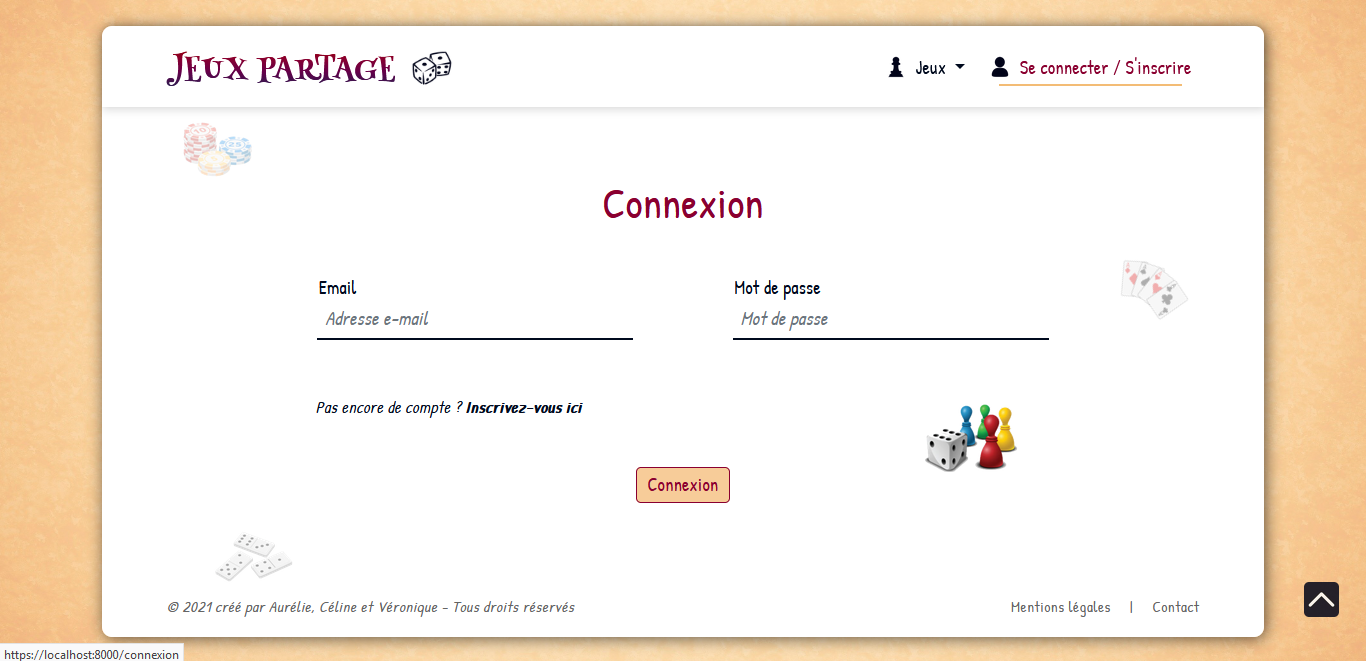 JEUX PARTAGE
Jeux
Se connecter / S'inscrire
Connexion
Email
Mot de passe
Adresse e-mail
Mot de passe
Pas encore de compte ? Inscrivez-vous ici
Connexion
© 2021 créé par Aurélie, Céline et Véronique - Tous droits réservés
Mentions légales | Contact
https://localhost:8000/connexion